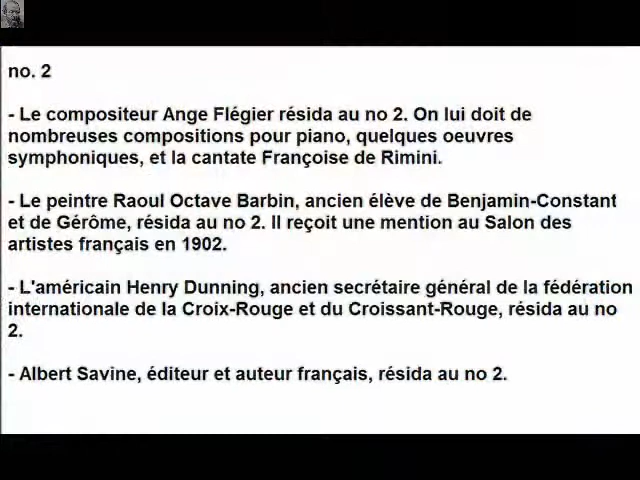 no. 2
- Le compositeur Ange Flégier résida au no 2. On lui doit de
nombreuses compositions pour piano, quelques oeuvres
symphoniques, et la cantate Françoise de Rimini.
- Le peintre Raoul Octave Barbin, ancien élève de Benjamin-Constant
et de Gérôme, résida au no 2. Il reçoit une mention au Salon des
artistes français en 1902.
- L'américain Henry Dunning, ancien secrétaire général de la fédération
internationale de la Croix-Rouge et du Croissant-Rouge, résida au no
2.
- Albert Savine, éditeur et auteur français, résida au no 2.